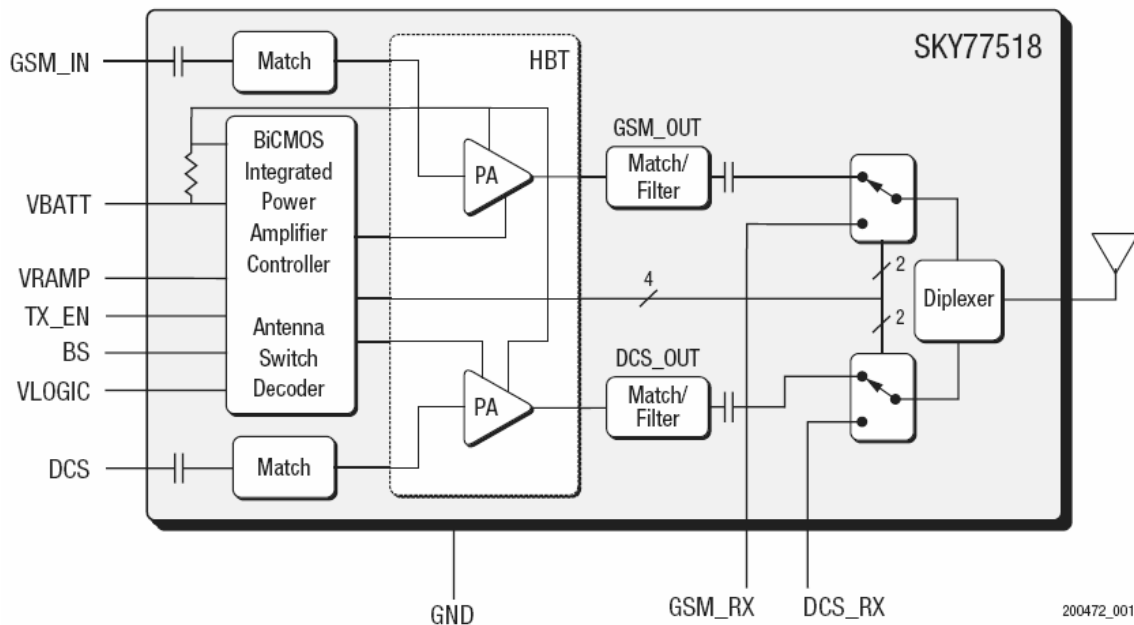 SKY77518
HBT
GSM_IN
Match
GSM_OUT
BiCMOS
Integrated
Power
Amplifier
Controller
Antenna
Switch
Decoder
PA
Match/
Filter
VBATT
VRAMP
TX_EN
BS
VLOGIC
4
2
2
Diplexer
DCS_OUT
PA
Match/
Filter
DCS
Match
GND
GSM_RX
DCS_RX
200472_001